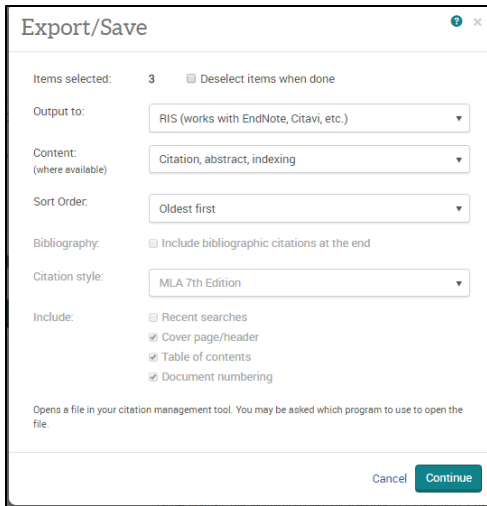 Export/Save
Items selected: 3 Deselect items when done
Output to: RIS (works with EndNote, Citavi, etc.)
Content: Citation, abstract, indexing
(where available)
Sort Order: Oldest first
Bibliography: Include bibliographic citations at the end
Citation style: MLA 7th Edition
Include: Recent searches
Cover page/header
Table of contents
Document numbering
Opens a file in your citation management tool. You may be asked which program to use to open the
file.
Cancel Continue